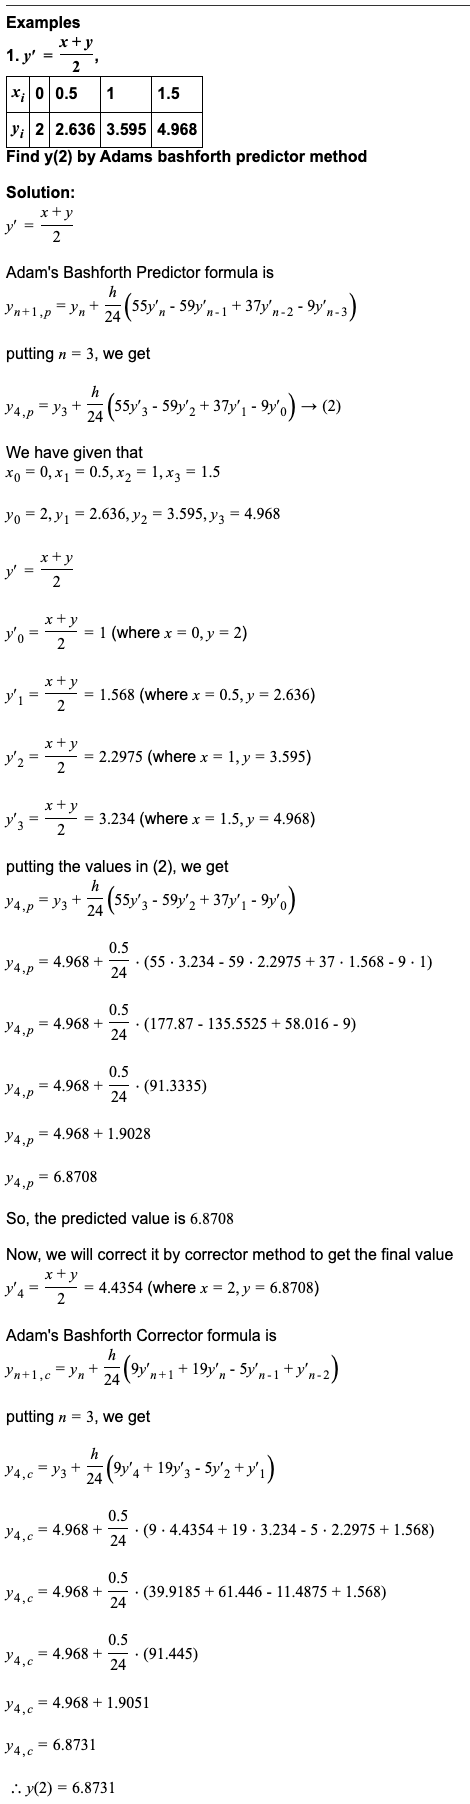 Examples
1. y′ = (x + y)/2,
xᵢ 0 0.5 1 1.5
yᵢ 2 2.636 3.595 4.968
Find y(2) by Adams bashforth predictor method
Solution:
y′ = (x + y)/2
Adam's Bashforth Predictor formula is
yₙ₊₁,ₚ = yₙ + h/24 (55y′ₙ - 59y′ₙ₋₁ + 37y′ₙ₋₂ - 9y′ₙ₋₃)
putting n = 3, we get
y₄,ₚ = y₃ + h/24 (55y′₃ - 59y′₂ + 37y′₁ - 9y′₀) → (2)
We have given that
x₀ = 0, x₁ = 0.5, x₂ = 1, x₃ = 1.5
y₀ = 2, y₁ = 2.636, y₂ = 3.595, y₃ = 4.968
y′ = (x + y)/2
y′₀ = (x + y)/2 = 1 (where x = 0, y = 2)
y′₁ = (x + y)/2 = 1.568 (where x = 0.5, y = 2.636)
y′₂ = (x + y)/2 = 2.2975 (where x = 1, y = 3.595)
y′₃ = (x + y)/2 = 3.234 (where x = 1.5, y = 4.968)
putting the values in (2), we get
y₄,ₚ = y₃ + h/24 (55y′₃ - 59y′₂ + 37y′₁ - 9y′₀)
y₄,ₚ = 4.968 + 0.5/24 · (55 · 3.234 - 59 · 2.2975 + 37 · 1.568 - 9 · 1)
y₄,ₚ = 4.968 + 0.5/24 · (177.87 - 135.5525 + 58.016 - 9)
y₄,ₚ = 4.968 + 0.5/24 · (91.3335)
y₄,ₚ = 4.968 + 1.9028
y₄,ₚ = 6.8708
So, the predicted value is 6.8708
Now, we will correct it by corrector method to get the final value
y′₄ = (x + y)/2 = 4.4354 (where x = 2, y = 6.8708)
Adam's Bashforth Corrector formula is
yₙ₊₁,c = yₙ + h/24 (9y′ₙ₊₁ + 19y′ₙ - 5y′ₙ₋₁ + y′ₙ₋₂)
putting n = 3, we get
y₄,c = y₃ + h/24 (9y′₄ + 19y′₃ - 5y′₂ + y′₁)
y₄,c = 4.968 + 0.5/24 · (9 · 4.4354 + 19 · 3.234 - 5 · 2.2975 + 1.568)
y₄,c = 4.968 + 0.5/24 · (39.9185 + 61.446 - 11.4875 + 1.568)
y₄,c = 4.968 + 0.5/24 · (91.445)
y₄,c = 4.968 + 1.9051
y₄,c = 6.8731
∴ y(2) = 6.8731